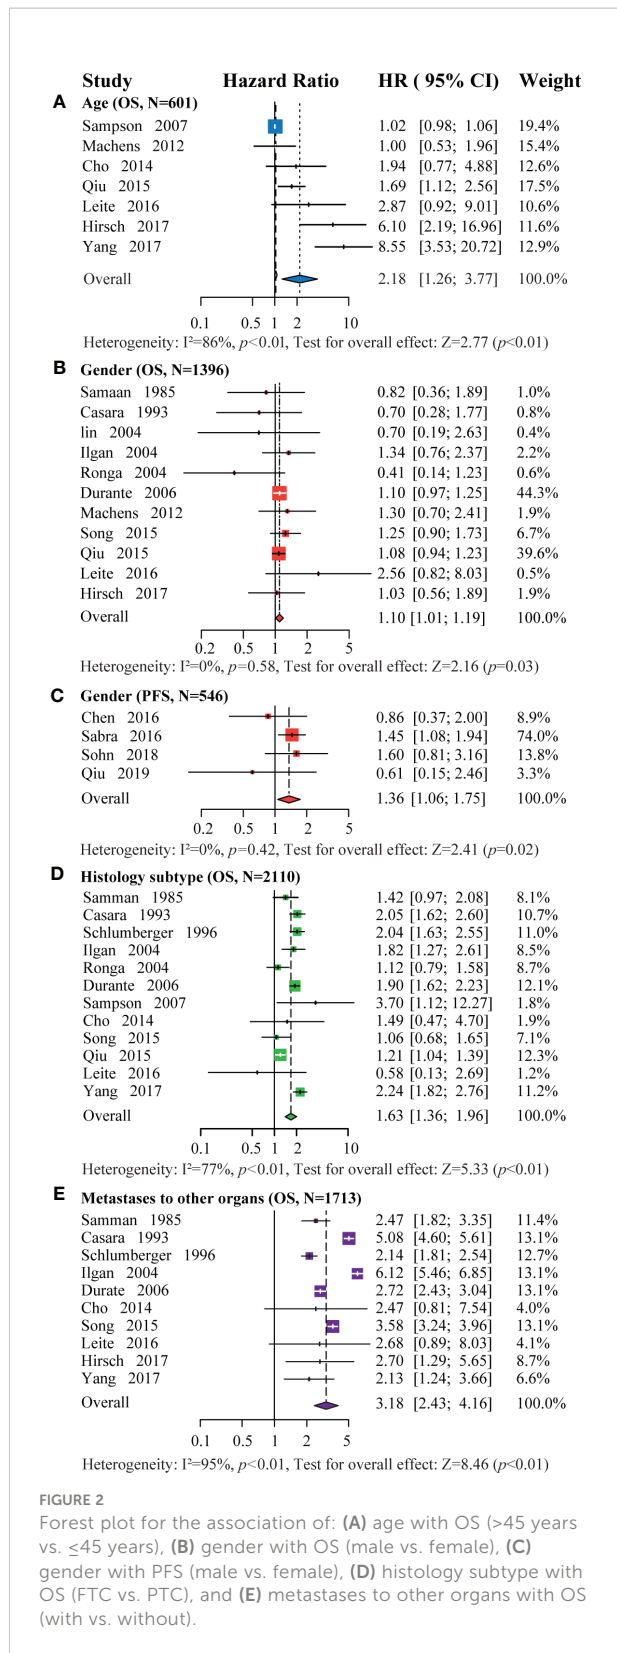 Study Hazard Ratio HR ( 95% CI) Weight
A Age (OS, N=601)
Sampson 2007 1.02 [0.98; 1.06] 19.4%
Machens 2012 1.00 [0.53; 1.96] 15.4%
Cho 2014 1.94 [0.77; 4.88] 12.6%
Qiu 2015 1.69 [1.12; 2.56] 17.5%
Leite 2016 2.87 [0.92; 9.01] 10.6%
Hirsch 2017 6.10 [2.19; 16.96] 11.6%
Yang 2017 8.55 [3.53; 20.72] 12.9%
Overall 2.18 [1.26; 3.77] 100.0%
0.1 0.5 1 2 10
Heterogeneity: I²=86%, p<0.01, Test for overall effect: Z=2.77 (p<0.01)
B Gender (OS, N=1396)
Samaan 1985 0.82 [0.36; 1.89] 1.0%
Casara 1993 0.70 [0.28; 1.77] 0.8%
lin 2004 0.70 [0.19; 2.63] 0.4%
Ilgan 2004 1.34 [0.76; 2.37] 2.2%
Ronga 2004 0.41 [0.14; 1.23] 0.6%
Durante 2006 1.10 [0.97; 1.25] 44.3%
Machens 2012 1.30 [0.70; 2.41] 1.9%
Song 2015 1.25 [0.90; 1.73] 6.7%
Qiu 2015 1.08 [0.94; 1.23] 39.6%
Leite 2016 2.56 [0.82; 8.03] 0.5%
Hirsch 2017 1.03 [0.56; 1.89] 1.9%
Overall 1.10 [1.01; 1.19] 100.0%
0.2 0.5 1 2 5
Heterogeneity: I²=0%, p=0.58, Test for overall effect: Z=2.16 (p=0.03)
C Gender (PFS, N=546)
Chen 2016 0.86 [0.37; 2.00] 8.9%
Sabra 2016 1.45 [1.08; 1.94] 74.0%
Sohn 2018 1.60 [0.81; 3.16] 13.8%
Qiu 2019 0.61 [0.15; 2.46] 3.3%
Overall 1.36 [1.06; 1.75] 100.0%
0.2 0.5 1 2 5
Heterogeneity: I²=0%, p=0.42, Test for overall effect: Z=2.41 (p=0.02)
D Histology subtype (OS, N=2110)
Samman 1985 1.42 [0.97; 2.08] 8.1%
Casara 1993 2.05 [1.62; 2.60] 10.7%
Schlumberger 1996 2.04 [1.63; 2.55] 11.0%
Ilgan 2004 1.82 [1.27; 2.61] 8.5%
Ronga 2004 1.12 [0.79; 1.58] 8.7%
Durante 2006 1.90 [1.62; 2.23] 12.1%
Sampson 2007 3.70 [1.12; 12.27] 1.8%
Cho 2014 1.49 [0.47; 4.70] 1.9%
Song 2015 1.06 [0.68; 1.65] 7.1%
Qiu 2015 1.21 [1.04; 1.39] 12.3%
Leite 2016 0.58 [0.13; 2.69] 1.2%
Yang 2017 2.24 [1.82; 2.76] 11.2%
Overall 1.63 [1.36; 1.96] 100.0%
0.1 0.5 1 2 10
Heterogeneity: I²=77%, p<0.01, Test for overall effect: Z=5.33 (p<0.01)
E Metastases to other organs (OS, N=1713)
Samman 1985 2.47 [1.82; 3.35] 11.4%
Casara 1993 5.08 [4.60; 5.61] 13.1%
Schlumberger 1996 2.14 [1.81; 2.54] 12.7%
Ilgan 2004 6.12 [5.46; 6.85] 13.1%
Durate 2006 2.72 [2.43; 3.04] 13.1%
Cho 2014 2.47 [0.81; 7.54] 4.0%
Song 2015 3.58 [3.24; 3.96] 13.1%
Leite 2016 2.68 [0.89; 8.03] 4.1%
Hirsch 2017 2.70 [1.29; 5.65] 8.7%
Yang 2017 2.13 [1.24; 3.66] 6.6%
Overall 3.18 [2.43; 4.16] 100.0%
0.1 0.5 1 2 5
Heterogeneity: I²=95%, p<0.01, Test for overall effect: Z=8.46 (p<0.01)
FIGURE 2
Forest plot for the association of: (A) age with OS (>45 years
vs. ≤45 years), (B) gender with OS (male vs. female), (C)
gender with PFS (male vs. female), (D) histology subtype with
OS (FTC vs. PTC), and (E) metastases to other organs with OS
(with vs. without).